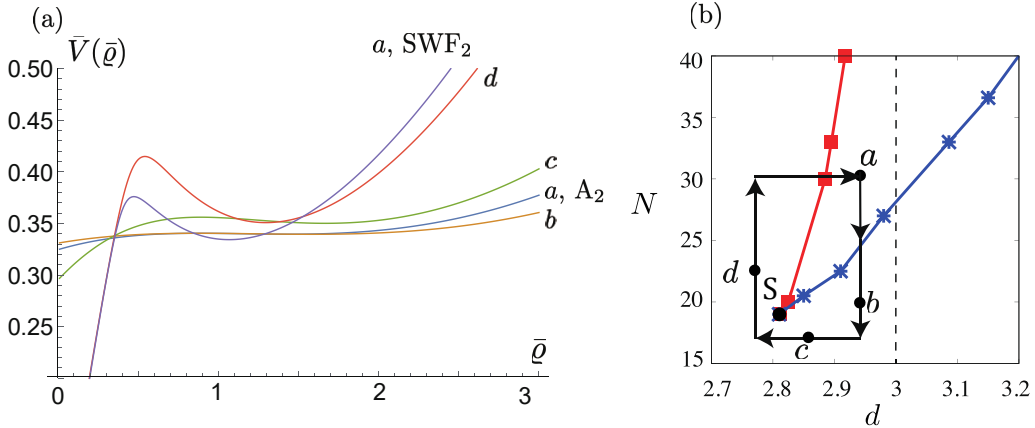 (a)
V̄(ϱ̄)
a, SWF₂
d
0.50
0.45
0.40
0.35
0.30
0.25
c
a, A₂
b
ϱ̄
0 1 2 3
(b)
40
35
30
25
20
15
N
a
d
S
b
c
2.7 2.8 2.9 3 3.1 3.2
d